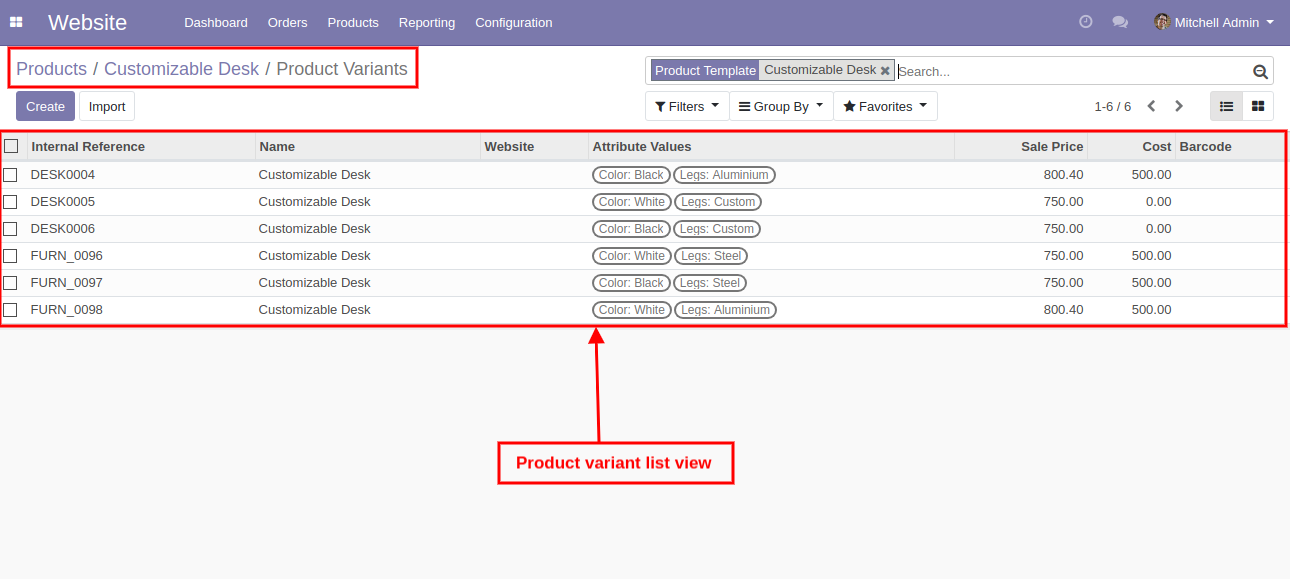 Website Dashboard Orders Products Reporting Configuration Mitchell Admin
Products / Customizable Desk / Product Variants
Product Template Customizable Desk Search...
Create Import Filters Group By Favorites 1-6 / 6
Internal Reference Name Website Attribute Values Sale Price Cost Barcode
DESK0004 Customizable Desk Color: Black Legs: Aluminium 800.40 500.00
DESK0005 Customizable Desk Color: White Legs: Custom 750.00 0.00
DESK0006 Customizable Desk Color: Black Legs: Custom 750.00 0.00
FURN_0096 Customizable Desk Color: White Legs: Steel 750.00 500.00
FURN_0097 Customizable Desk Color: Black Legs: Steel 750.00 500.00
FURN_0098 Customizable Desk Color: White Legs: Aluminium 800.40 500.00
Product variant list view